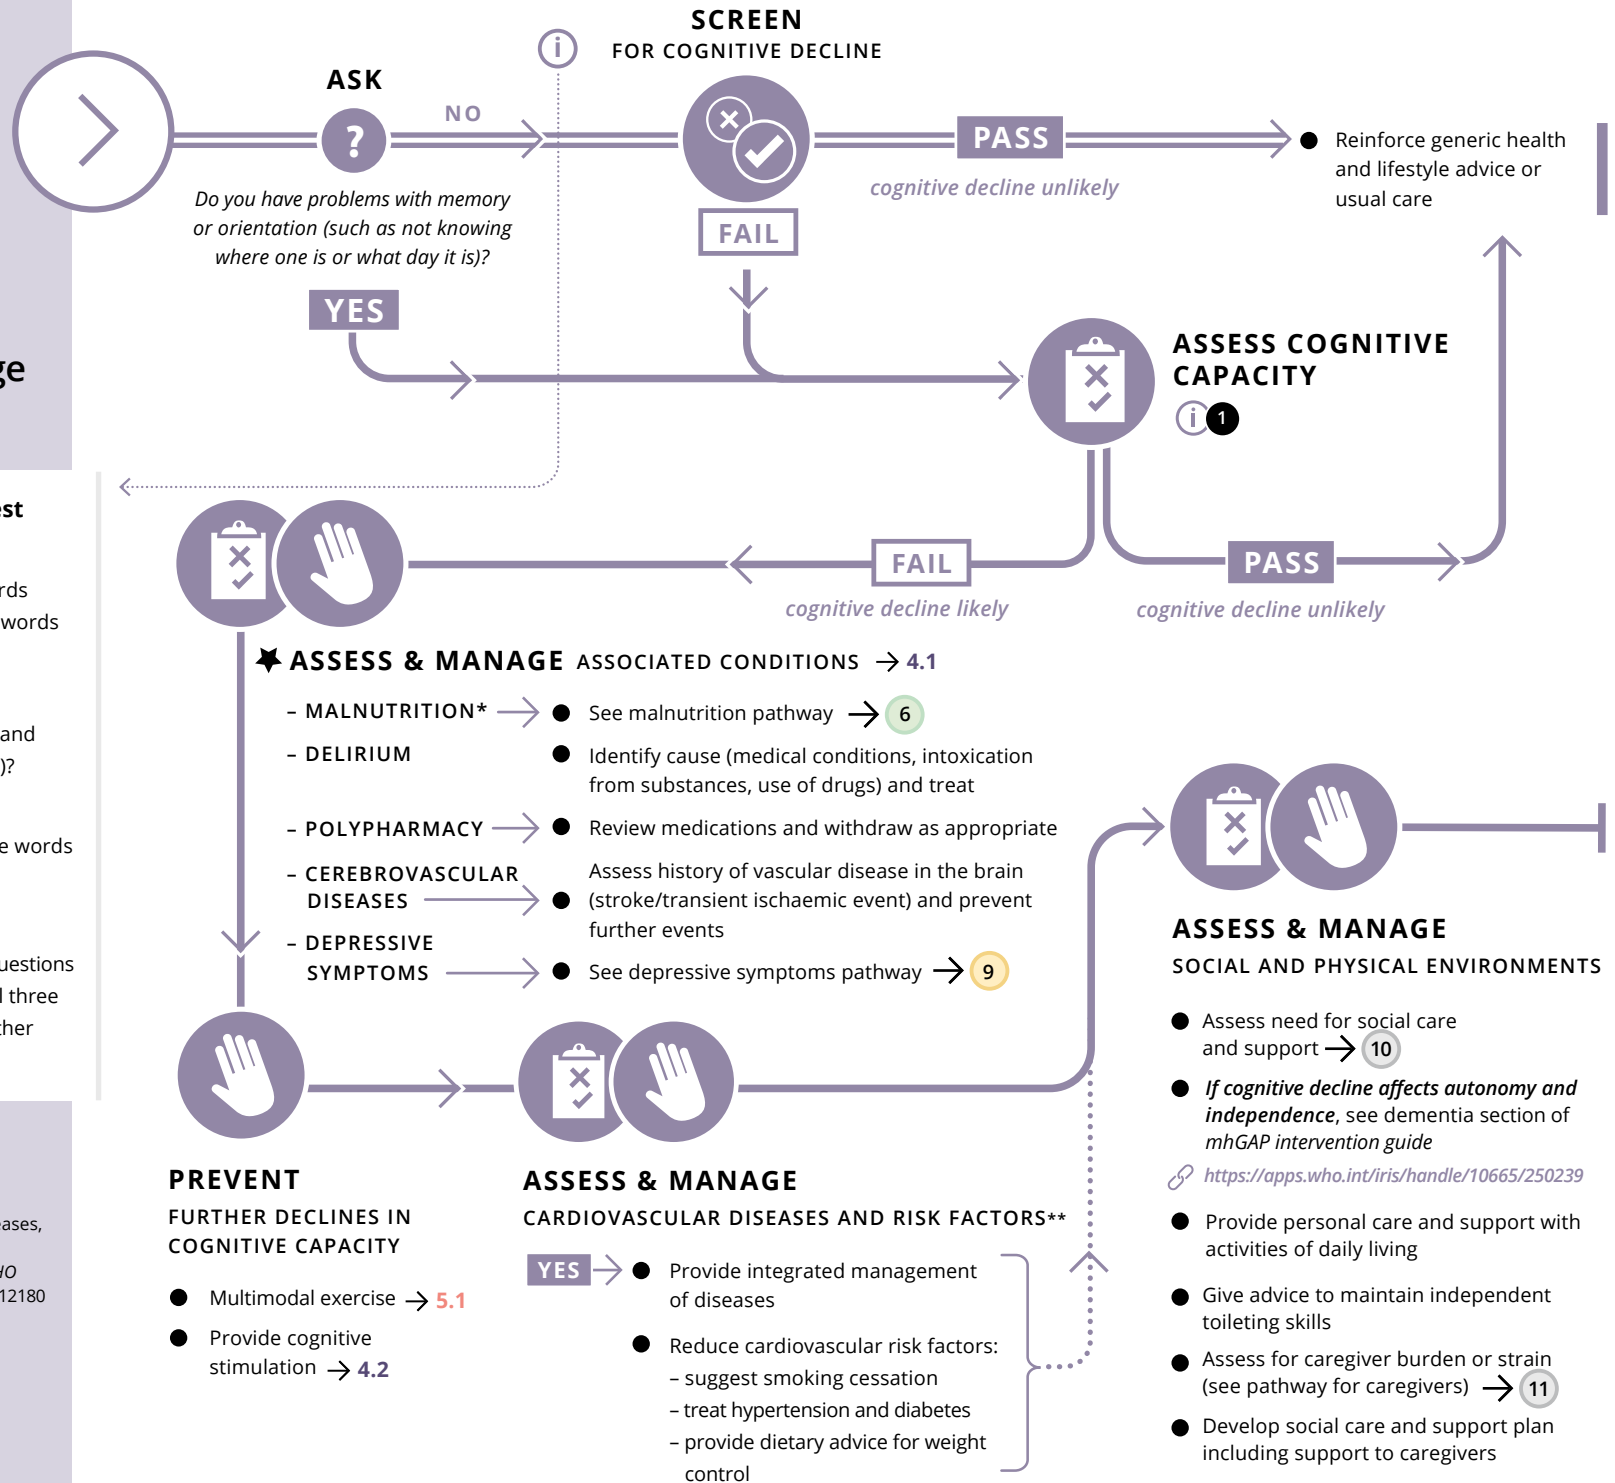 SCREEN
FOR COGNITIVE DECLINE
i
ASK
?
NO
PASS
cognitive decline unlikely
Reinforce generic health
and lifestyle advice or
usual care
Do you have problems with memory
or orientation (such as not knowing
where one is or what day it is)?
FAIL
YES
ge
ASSESS COGNITIVE
CAPACITY
i 1
FAIL
cognitive decline likely
PASS
cognitive decline unlikely
est
rds
words
and
)?
e words
uestions
l three
ther
eases,
HO
12180
ASSESS & MANAGE ASSOCIATED CONDITIONS → 4.1
– MALNUTRITION*
See malnutrition pathway → 6
– DELIRIUM
Identify cause (medical conditions, intoxication
from substances, use of drugs) and treat
– POLYPHARMACY
Review medications and withdraw as appropriate
– CEREBROVASCULAR
DISEASES
Assess history of vascular disease in the brain
(stroke/transient ischaemic event) and prevent
further events
– DEPRESSIVE
SYMPTOMS
See depressive symptoms pathway → 9
PREVENT
FURTHER DECLINES IN
COGNITIVE CAPACITY
Multimodal exercise → 5.1
Provide cognitive
stimulation → 4.2
ASSESS & MANAGE
CARDIOVASCULAR DISEASES AND RISK FACTORS**
YES
Provide integrated management
of diseases
Reduce cardiovascular risk factors:
– suggest smoking cessation
– treat hypertension and diabetes
– provide dietary advice for weight
control
ASSESS & MANAGE
SOCIAL AND PHYSICAL ENVIRONMENTS
Assess need for social care
and support → 10
If cognitive decline affects autonomy and
independence, see dementia section of
mhGAP intervention guide
https://apps.who.int/iris/handle/10665/250239
Provide personal care and support with
activities of daily living
Give advice to maintain independent
toileting skills
Assess for caregiver burden or strain
(see pathway for caregivers) → 11
Develop social care and support plan
including support to caregivers